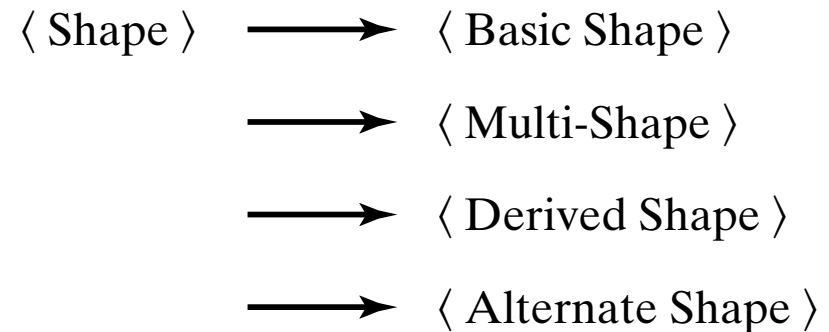 ⟨ Shape ⟩ ⟶ ⟨ Basic Shape ⟩
⟶ ⟨ Multi-Shape ⟩
⟶ ⟨ Derived Shape ⟩
⟶ ⟨ Alternate Shape ⟩